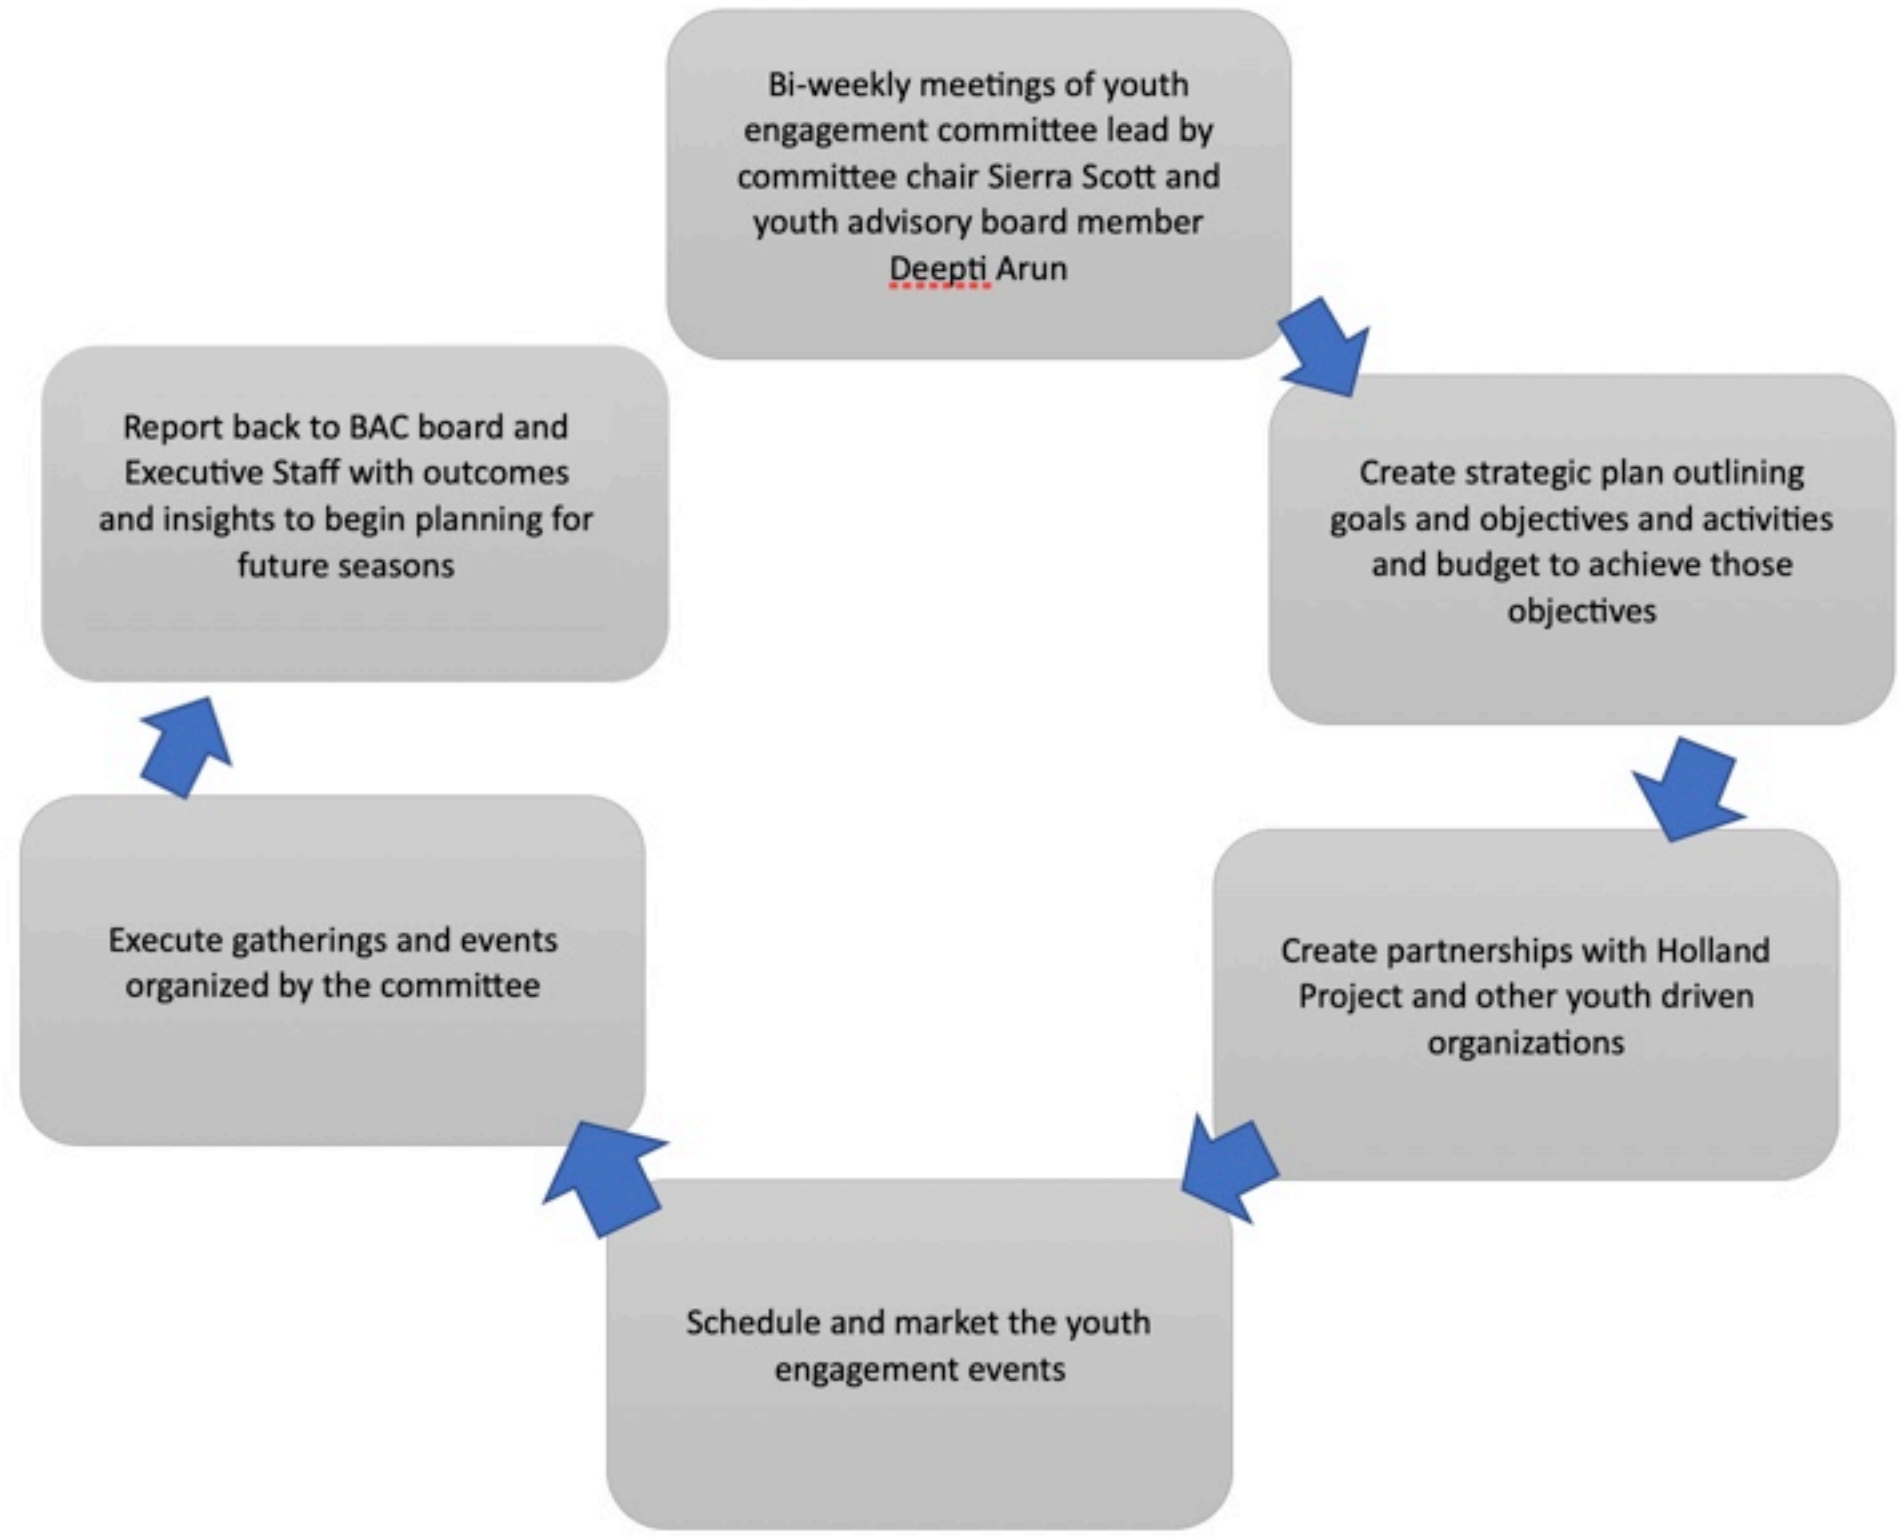 Bi-weekly meetings of youth
engagement committee lead by
committee chair Sierra Scott and
youth advisory board member
Deepti Arun
Create strategic plan outlining
goals and objectives and activities
and budget to achieve those
objectives
Create partnerships with Holland
Project and other youth driven
organizations
Schedule and market the youth
engagement events
Execute gatherings and events
organized by the committee
Report back to BAC board and
Executive Staff with outcomes
and insights to begin planning for
future seasons